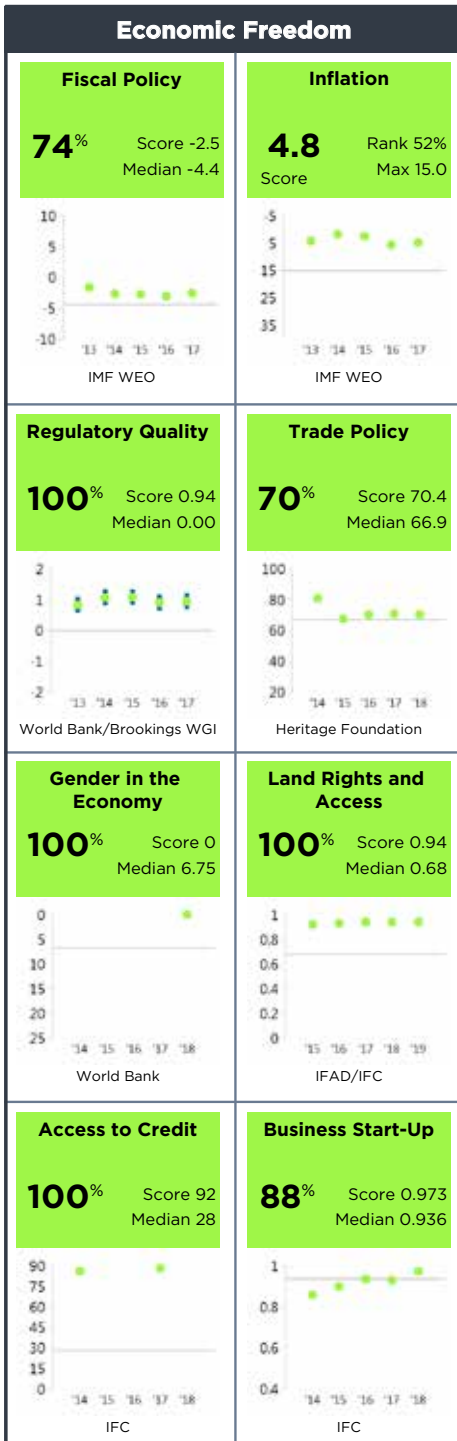 Economic Freedom
Fiscal Policy
74%
Score -2.5
Median -4.4
10
5
0
-5
-10
'13 '14 '15 '16 '17
IMF WEO
Inflation
4.8
Score
Rank 52%
Max 15.0
-5
5
15
25
35
'13 '14 '15 '16 '17
IMF WEO
Regulatory Quality
100%
Score 0.94
Median 0.00
2
1
0
-1
-2
'13 '14 '15 '16 '17
World Bank/Brookings WGI
Trade Policy
70%
Score 70.4
Median 66.9
100
80
60
40
20
'14 '15 '16 '17 '18
Heritage Foundation
Gender in the
Economy
100%
Score 0
Median 6.75
0
5
10
15
20
25
'14 '15 '16 '17 '18
World Bank
Land Rights and
Access
100%
Score 0.94
Median 0.68
1
0.8
0.6
0.4
0.2
0
'15 '16 '17 '18 '19
IFAD/IFC
Access to Credit
100%
Score 92
Median 28
90
75
60
45
30
15
0
'14 '15 '16 '17 '18
IFC
Business Start-Up
88%
Score 0.973
Median 0.936
1
0.8
0.6
0.4
'14 '15 '16 '17 '18
IFC